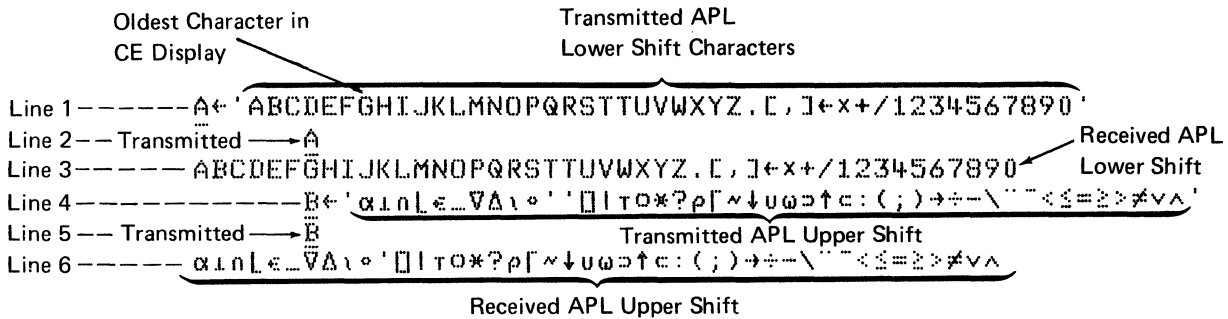 Oldest Character in
CE Display
Transmitted APL
Lower Shift Characters
Line 1 – – – – – – A←'ABCDEFGHIJKLMNOPQRSTTUVWXYZ.[,]←×+/1234567890'
Line 2 – – Transmitted → A
Received APL
Lower Shift
Line 3 – – – – – – ABCDEFGHIJKLMNOPQRSTTUVWXYZ.[,]←×+/1234567890
Line 4 – – – – – – – – – – – – B←'⍺⊥∩⌊∊_∇∆⍳∘''⎕|⊤○*?⍴⌈~↓∪⍵⊃↑⊂:(;)→÷-\¨¯<≤=≥>≠∨∧'
Line 5 – – Transmitted → B
Transmitted APL Upper Shift
Line 6 – – – – – – ⍺⊥∩⌊∊_∇∆⍳∘'⎕|⊤○*?⍴⌈~↓∪⍵⊃↑⊂:(;)→÷-\¨¯<≤=≥>≠∨∧
Received APL Upper Shift